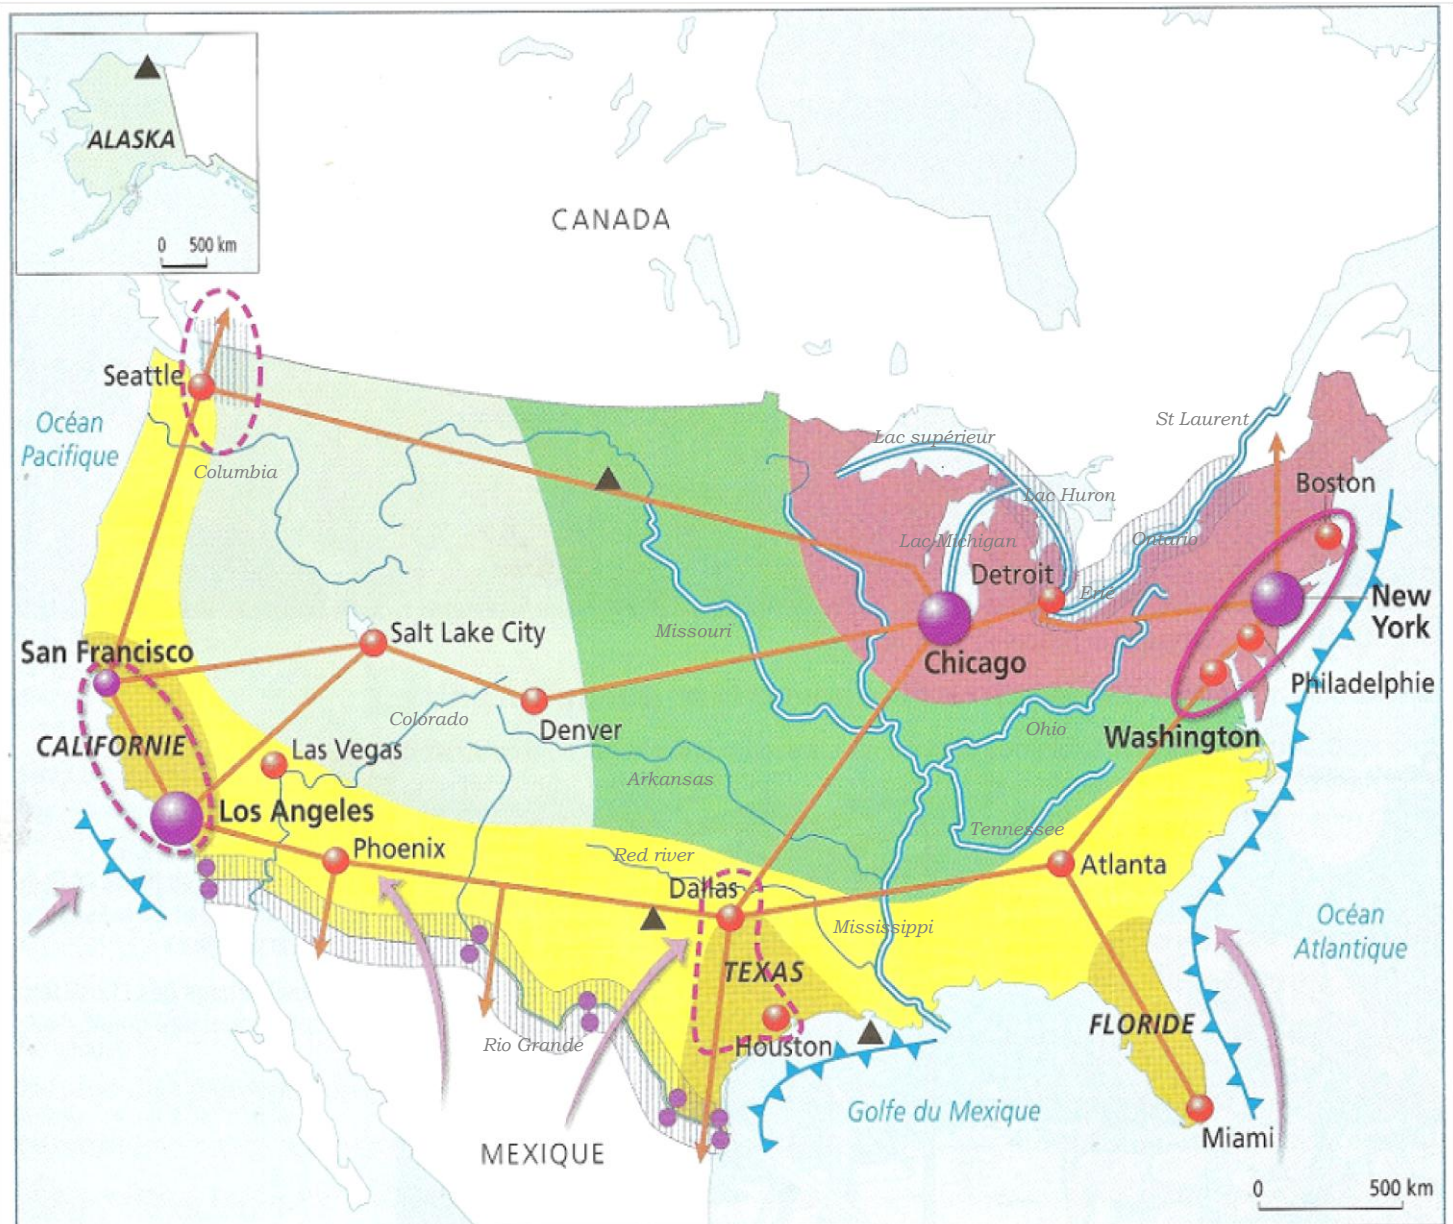 ALASKA
0 500 km
CANADA
Seattle
Océan
Pacifique
Columbia
Lac supérieur
St Laurent
Lac Huron
Boston
Lac Michigan
Ontario
Detroit
Erié
New
York
Missouri
San Francisco
Salt Lake City
Chicago
Philadelphie
Colorado
Denver
Ohio
Washington
CALIFORNIE
Las Vegas
Arkansas
Los Angeles
Tennessee
Phoenix
Red river
Atlanta
Dallas
Mississippi
Océan
Atlantique
TEXAS
FLORIDE
Rio Grande
Houston
Golfe du Mexique
MEXIQUE
Miami
0 500 km